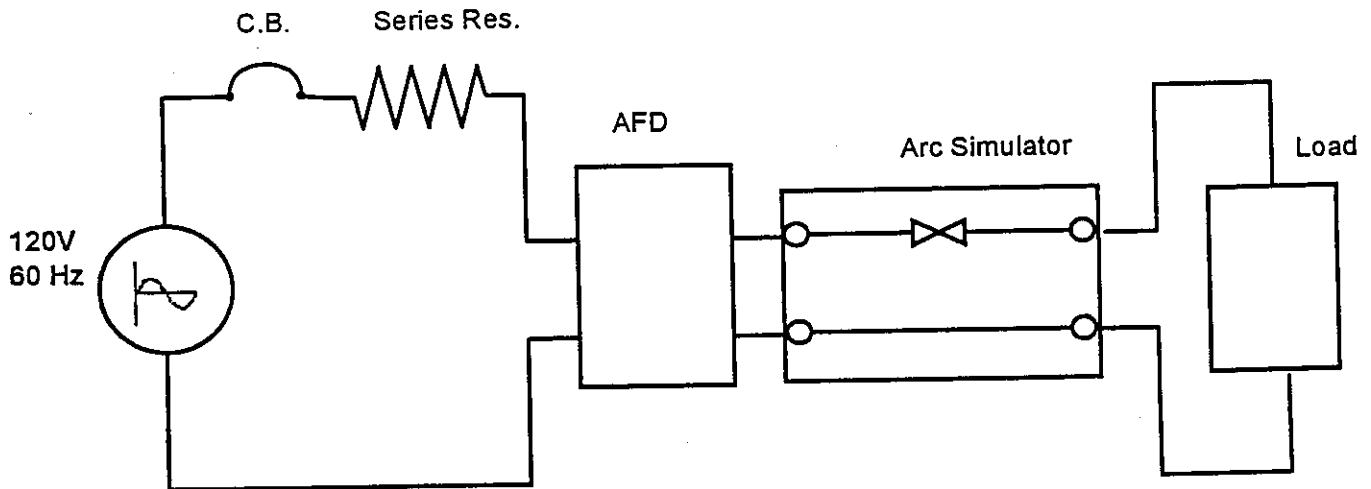 C.B.
Series Res.
AFD
Arc Simulator
Load
120V
60 Hz